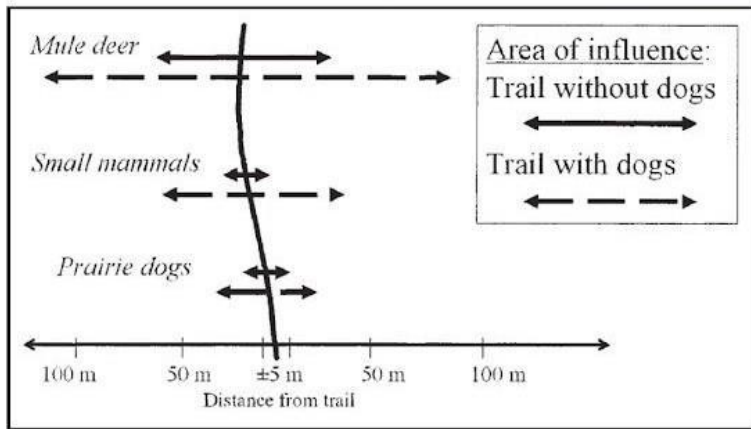 Mule deer
Small mammals
Prairie dogs
Area of influence:
Trail without dogs
Trail with dogs
100 m 50 m ±5 m 50 m 100 m
Distance from trail